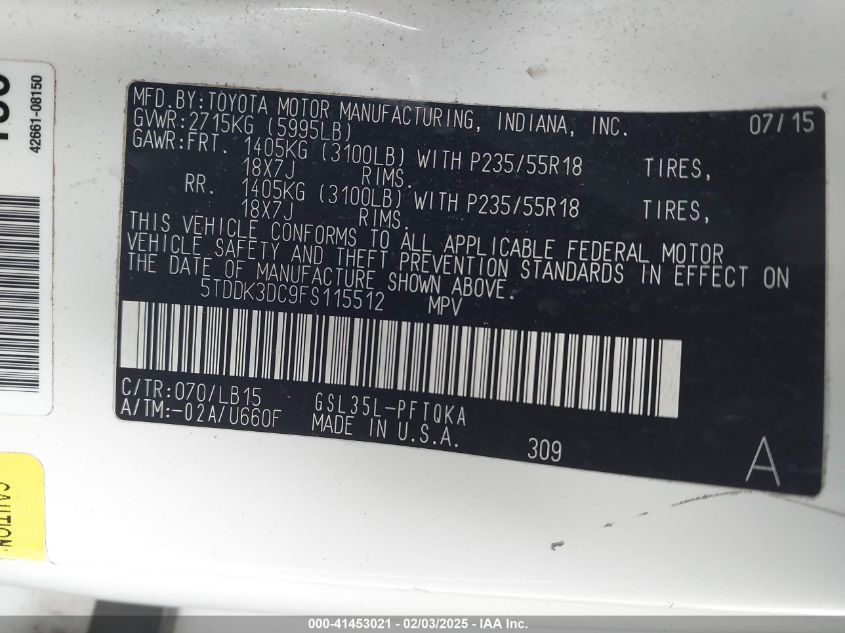 MFD.BY:TOYOTA MOTOR MANUFACTURING, INDIANA, INC. 07/15
GVWR:2715KG (5995LB)
GAWR:FRT. 1405KG (3100LB) WITH P235/55R18 TIRES,
18X7J RIMS.
RR. 1405KG (3100LB) WITH P235/55R18 TIRES,
18X7J RIMS.
THIS VEHICLE CONFORMS TO ALL APPLICABLE FEDERAL MOTOR
VEHICLE SAFETY AND THEFT PREVENTION STANDARDS IN EFFECT ON
THE DATE OF MANUFACTURE SHOWN ABOVE.
5TDDK3DC9FS115512 MPV
C/TR:070/LB15 GSL35L-PFTQKA
A/TM:-02A/U660F MADE IN U.S.A.
309
A
42661-08150
CAUTION
000-41453021 / 02/03/2025 - IAA Inc.